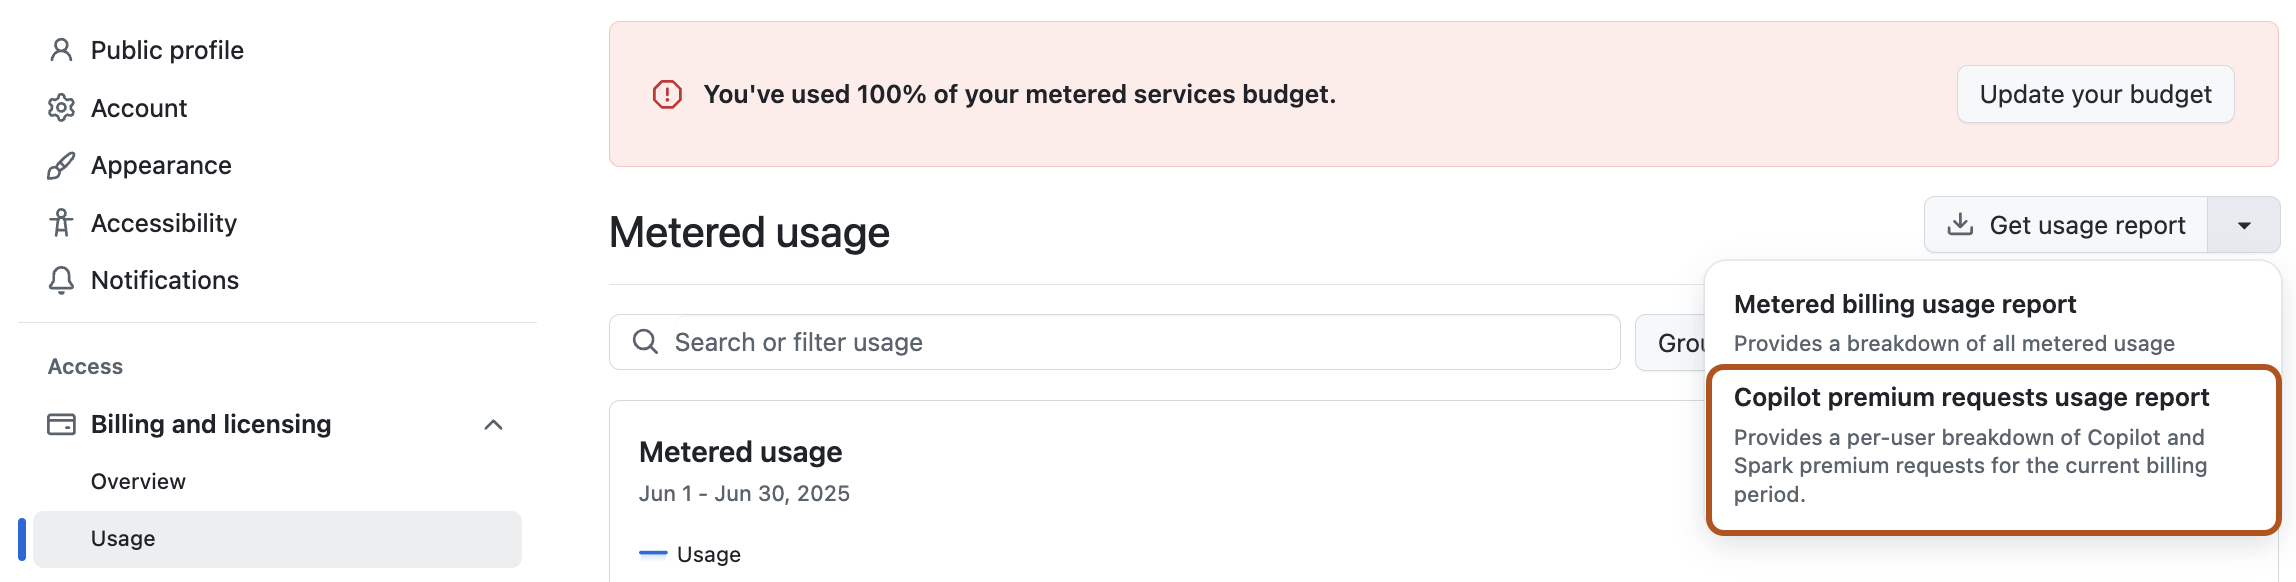 Public profile
Account
Appearance
Accessibility
Notifications
Access
Billing and licensing
Overview
Usage
You've used 100% of your metered services budget.
Update your budget
Metered usage
Get usage report
Search or filter usage
Metered billing usage report
Provides a breakdown of all metered usage
Copilot premium requests usage report
Provides a per-user breakdown of Copilot and
Spark premium requests for the current billing
period.
Metered usage
Jun 1 - Jun 30, 2025
Usage